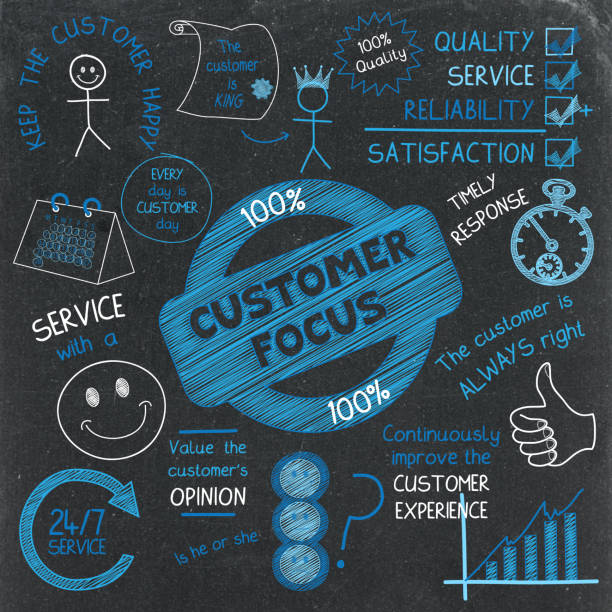 KEEP THE CUSTOMER HAPPY
The
customer
is
KING
100%
Quality
QUALITY
SERVICE
RELIABILITY
+
SATISFACTION
EVERY
day is
CUSTOMER
day
100%
CUSTOMER
FOCUS
100%
TIMELY
RESPONSE
SERVICE
with a
The customer is
ALWAYS right
Value the
customer's
OPINION
Continuously
improve the
CUSTOMER
EXPERIENCE
24/7
SERVICE
Is he or she
?